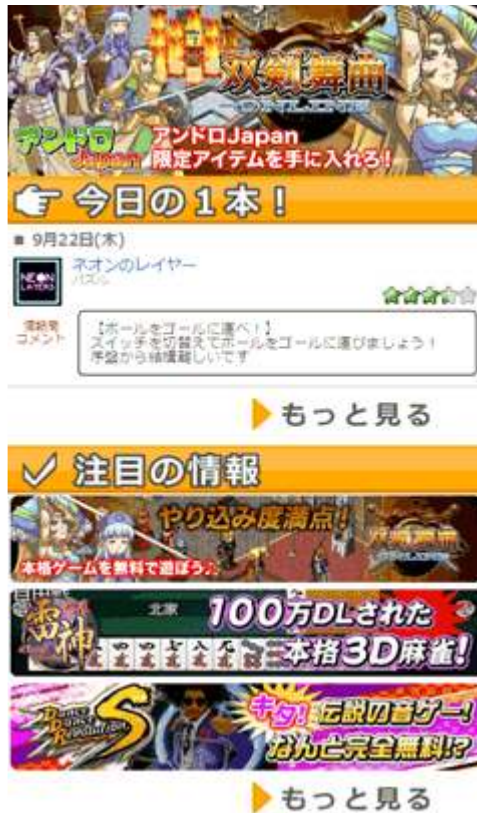 双剣舞曲
-ONLINE-
アンドロ
Japan
アンドロJapan
限定アイテムを手に入れろ!
今日の1本!
■ 9月22日(木)
NEON
LAYERS
ネオンのレイヤー
パズル
コメント
【ボールをゴールに運べ!】
スイッチを切替えてボールをゴールに運びましょう!
序盤から結構難しいです
もっと見る
注目の情報
やり込み度満点!
双剣舞曲
本格ゲームを無料で遊ぼう♪
雷神
北家
100万DLされた
本格3D麻雀!
Dance
Dance
Revolution S
キタ!伝説の音ゲー!
なんと完全無料!?
もっと見る